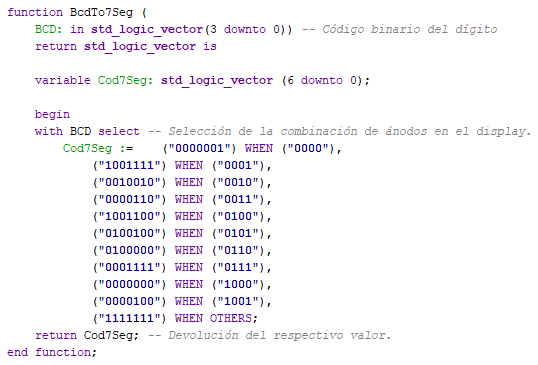 function BcdTo7Seg (
BCD: in std_logic_vector(3 downto 0)) -- Código binario del dígito
return std_logic_vector is
variable Cod7Seg: std_logic_vector (6 downto 0);
begin
with BCD select -- Selección de la combinación de ánodos en el display.
Cod7Seg := ("0000001") WHEN ("0000"),
("1001111") WHEN ("0001"),
("0010010") WHEN ("0010"),
("0000110") WHEN ("0011"),
("1001100") WHEN ("0100"),
("0100100") WHEN ("0101"),
("0100000") WHEN ("0110"),
("0001111") WHEN ("0111"),
("0000000") WHEN ("1000"),
("0000100") WHEN ("1001"),
("1111111") WHEN OTHERS;
return Cod7Seg; -- Devolución del respectivo valor.
end function;